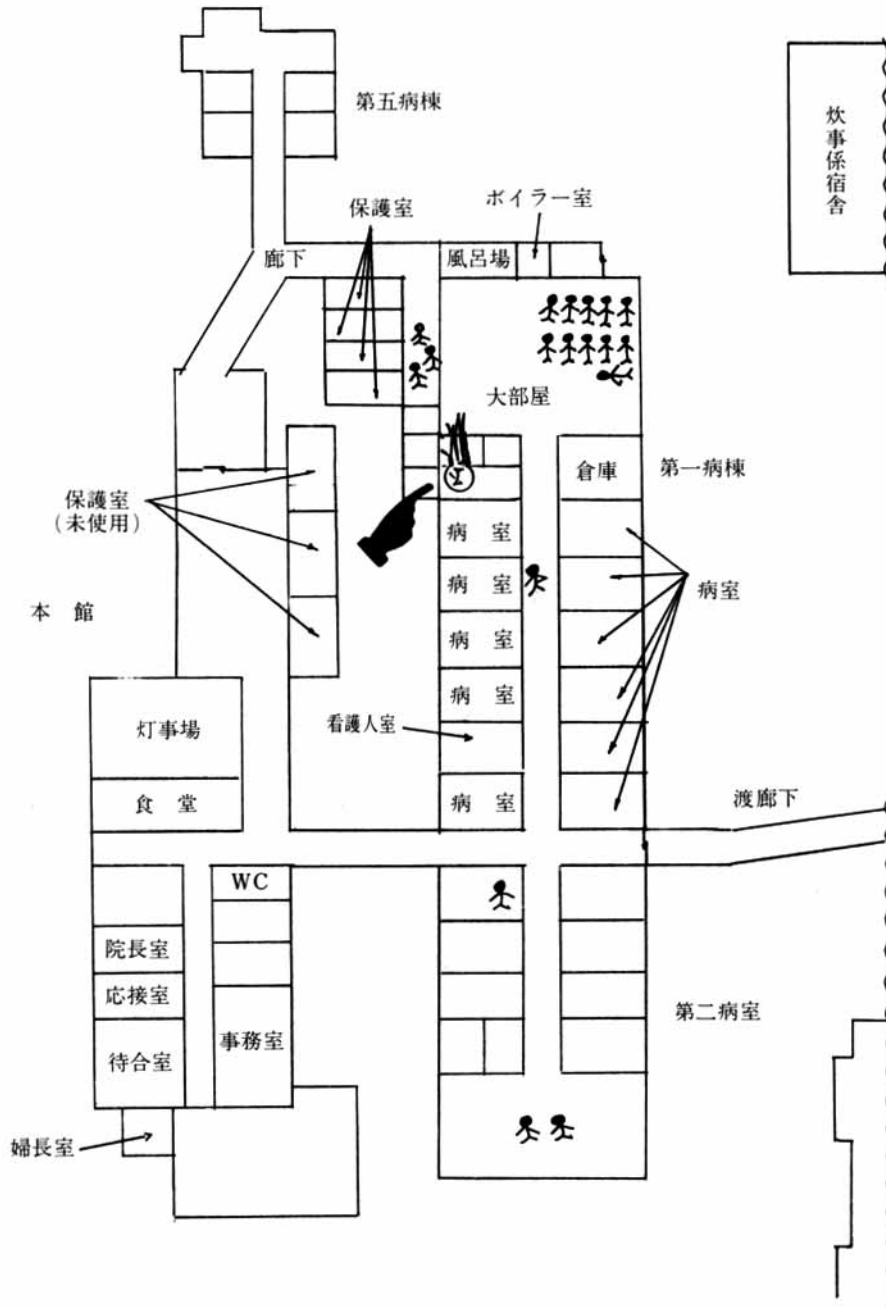 第五病棟
炊事係宿舎
保護室
ボイラー室
廊下
風呂場
大部屋
倉庫
第一病棟
保護室
(未使用)
病室
病室
病室
本館
病室
病室
灯事場
看護人室
食堂
病室
渡廊下
WC
院長室
応接室
事務室
第二病室
待合室
婦長室